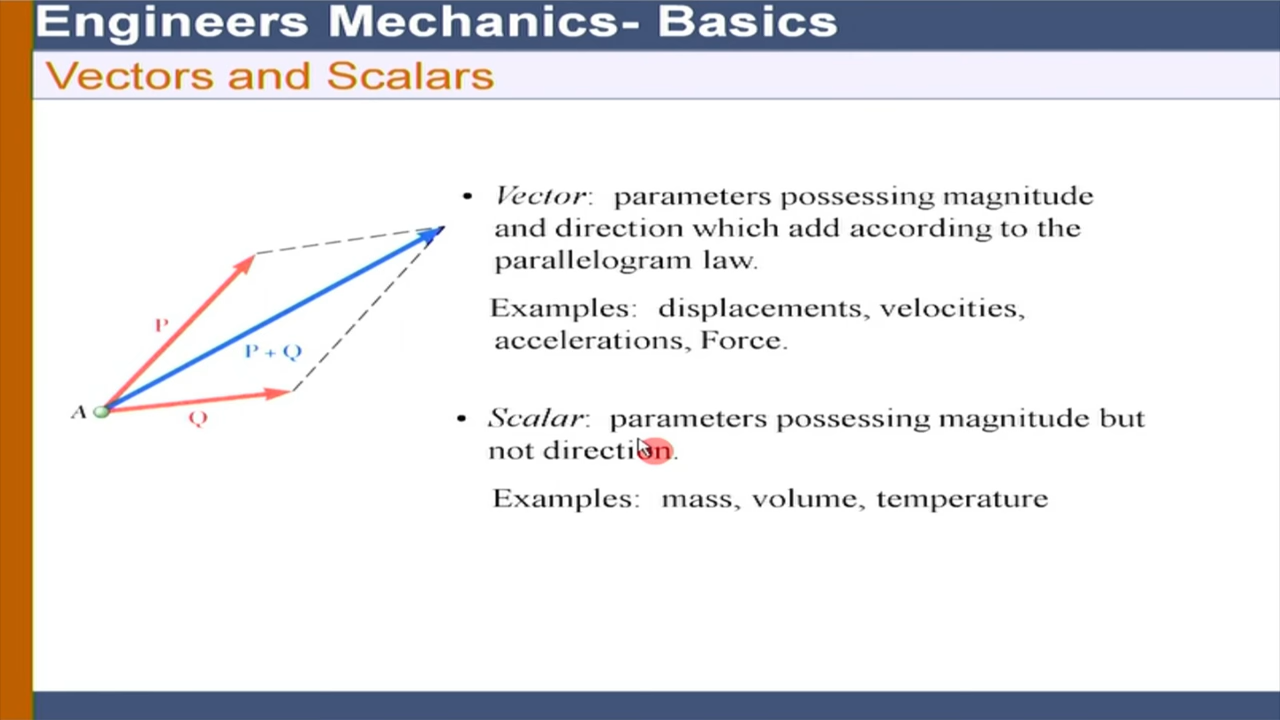 Engineers Mechanics- Basics
Vectors and Scalars
• Vector: parameters possessing magnitude
and direction which add according to the
parallelogram law.
Examples: displacements, velocities,
accelerations, Force.
P
P + Q
A
Q
• Scalar: parameters possessing magnitude but
not direction.
Examples: mass, volume, temperature